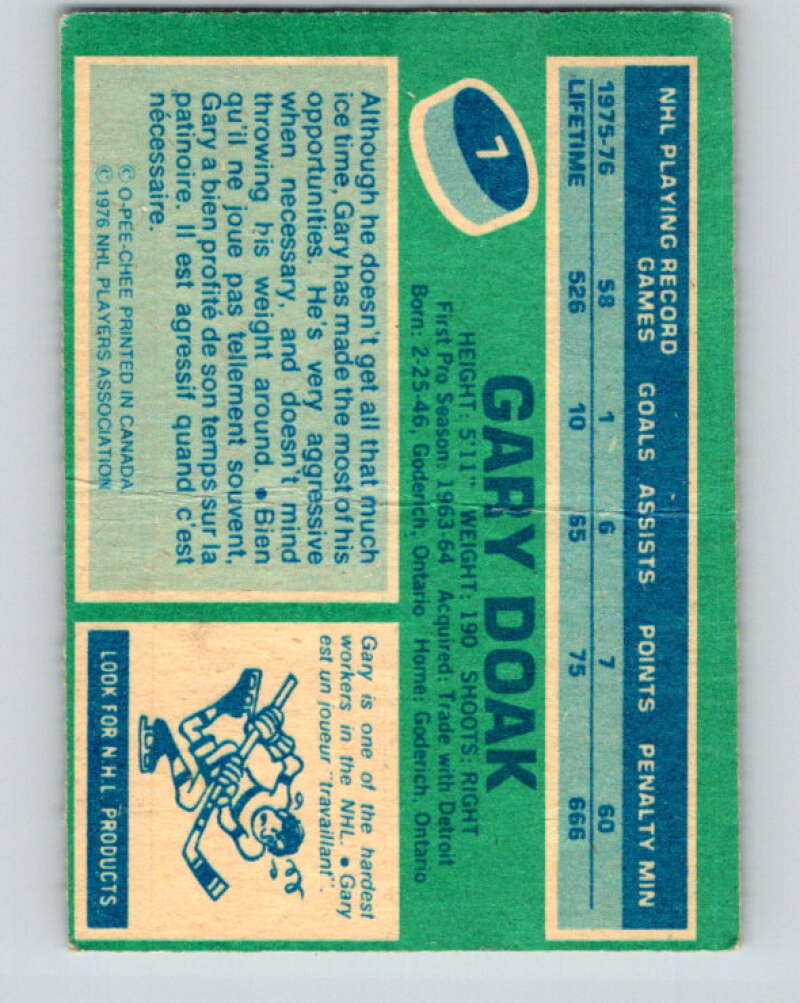 NHL PLAYING RECORD
GAMES GOALS ASSISTS POINTS PENALTY MIN
1975-76 58 1 6 7 60
LIFETIME 526 10 65 75 666
7
GARY DOAK
HEIGHT: 5'11" WEIGHT: 190 SHOOTS: RIGHT
First Pro Season: 1963-64 Acquired: Trade with Detroit
Born: 2-25-46, Goderich, Ontario Home: Goderich, Ontario
Although he doesn't get all that much
ice time, Gary has made the most of his
opportunities. He's very aggressive
when necessary, and doesn't mind
throwing his weight around. • Bien
qu'il ne joue pas tellement souvent,
Gary a bien profité de son temps sur la
patinoire. Il est agressif quand c'est
nécessaire.
© O-PEE-CHEE PRINTED IN CANADA
© 1976 NHL PLAYERS ASSOCIATION
Gary is one of the hardest
workers in the NHL. • Gary
est un joueur "travaillant".
LOOK FOR N.H.L PRODUCTS